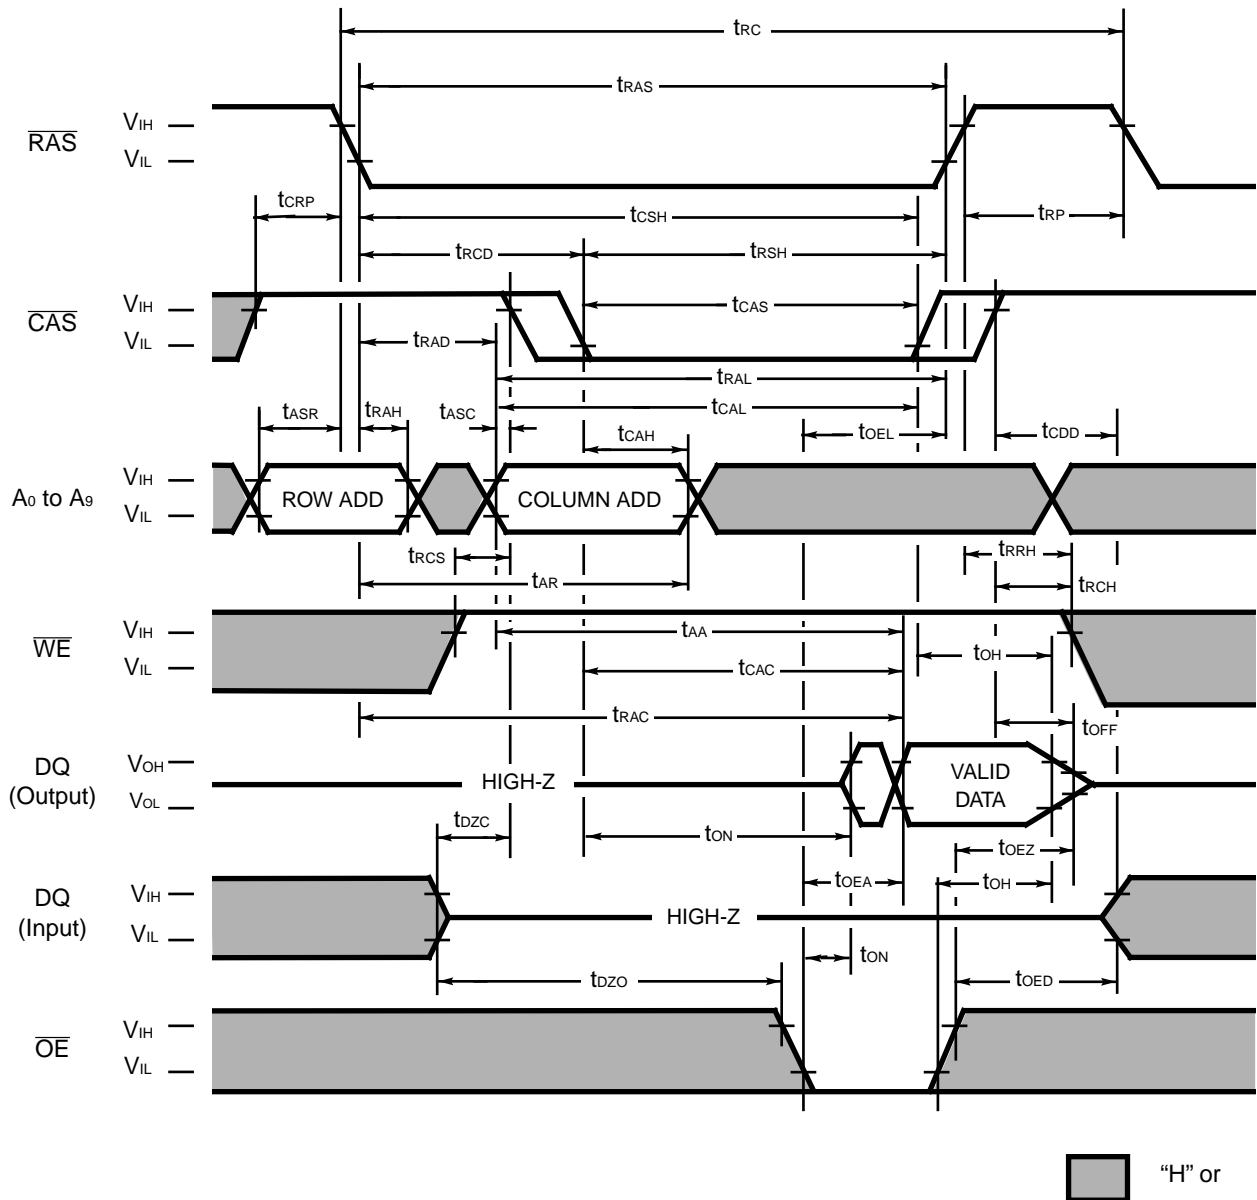 tRC
tRAS
RAS
VIH
VIL
tCRP
tCSH
tRP
tRCD
tRSH
CAS
VIH
VIL
tCAS
tRAD
tRAL
tCAL
tASR
tRAH
tASC
tCAH
tOEL
tCDD
A0 to A9
VIH
VIL
ROW ADD
COLUMN ADD
tRCS
tAR
tRRH
tRCH
WE
VIH
VIL
tAA
tOH
tCAC
tRAC
tOFF
DQ
(Output)
VOH
VOL
HIGH-Z
VALID
DATA
tDZC
tON
tOEZ
tOEA
tOH
DQ
(Input)
VIH
VIL
HIGH-Z
tON
tDZO
tOED
OE
VIH
VIL
“H” or